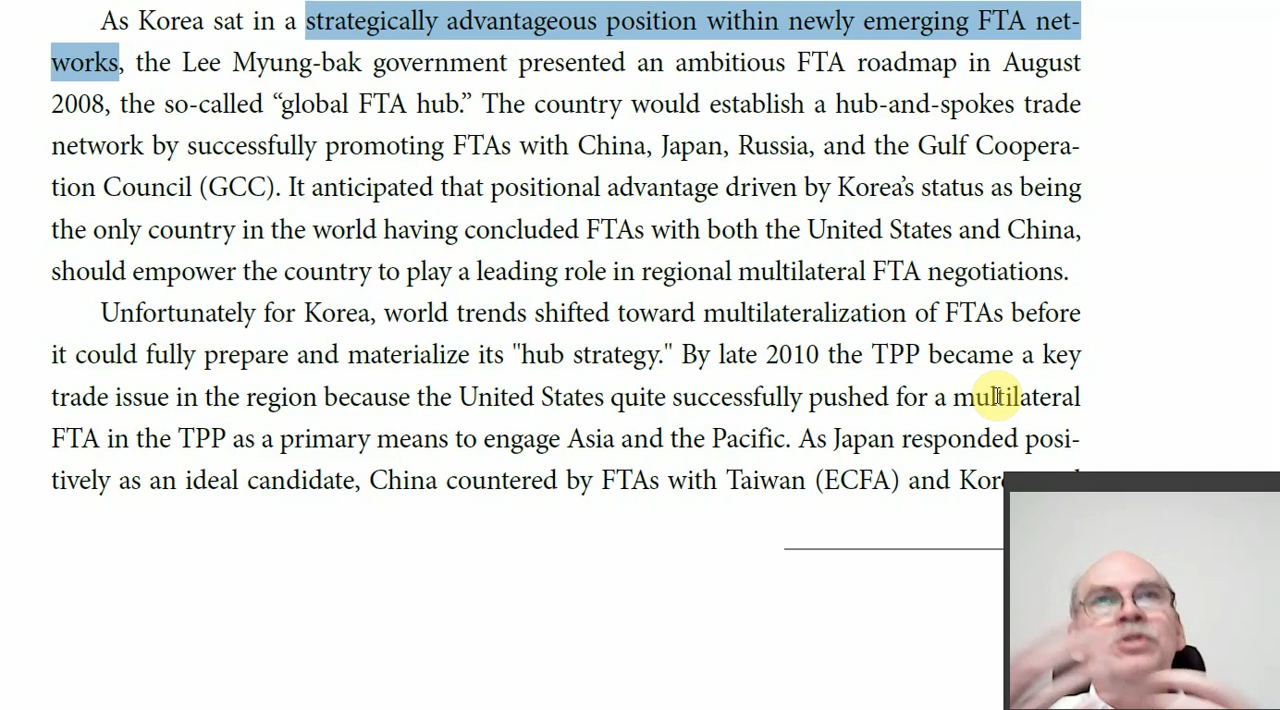 As Korea sat in a strategically advantageous position within newly emerging FTA net-
works, the Lee Myung-bak government presented an ambitious FTA roadmap in August
2008, the so-called “global FTA hub.” The country would establish a hub-and-spokes trade
network by successfully promoting FTAs with China, Japan, Russia, and the Gulf Coopera-
tion Council (GCC). It anticipated that positional advantage driven by Korea’s status as being
the only country in the world having concluded FTAs with both the United States and China,
should empower the country to play a leading role in regional multilateral FTA negotiations.
Unfortunately for Korea, world trends shifted toward multilateralization of FTAs before
it could fully prepare and materialize its "hub strategy." By late 2010 the TPP became a key
trade issue in the region because the United States quite successfully pushed for a multilateral
FTA in the TPP as a primary means to engage Asia and the Pacific. As Japan responded posi-
tively as an ideal candidate, China countered by FTAs with Taiwan (ECFA) and